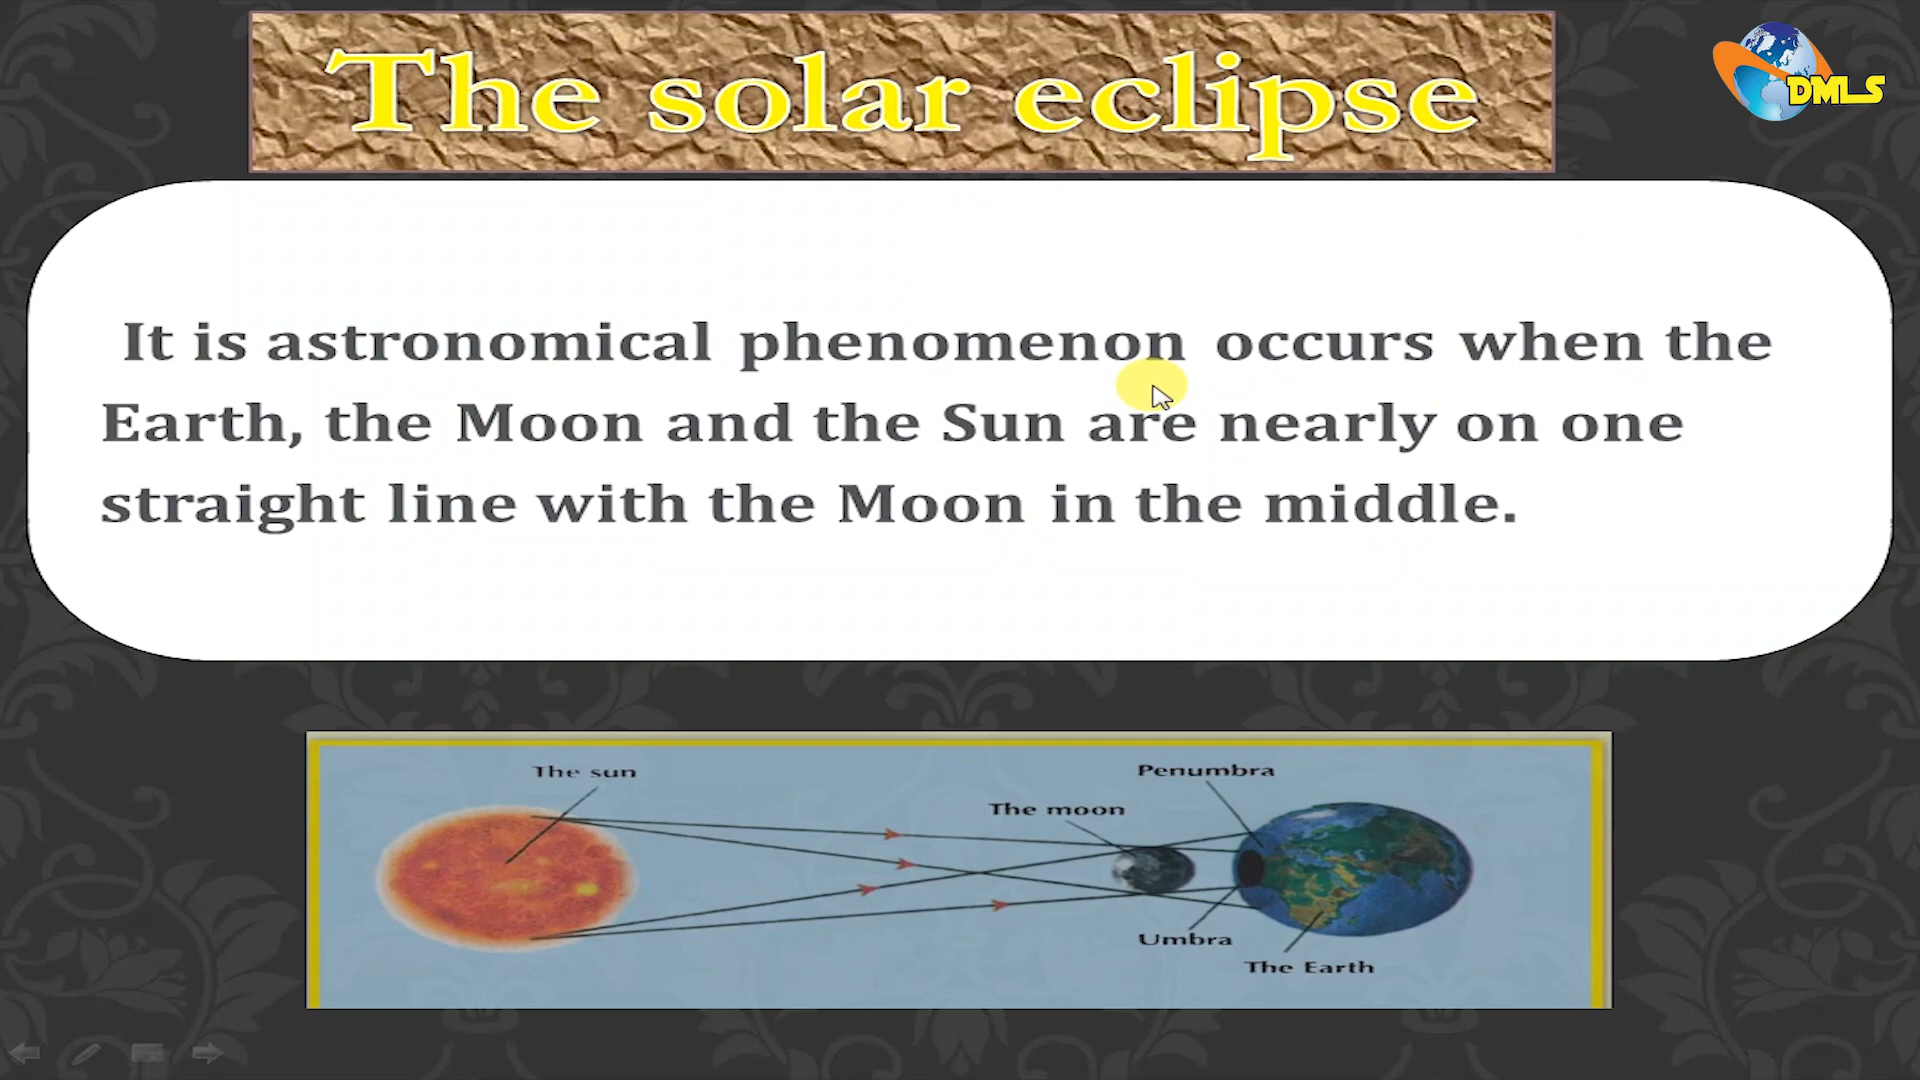 The solar eclipse
DMLS
It is astronomical phenomenon occurs when the
Earth, the Moon and the Sun are nearly on one
straight line with the Moon in the middle.
The sun
Penumbra
The moon
Umbra
The Earth